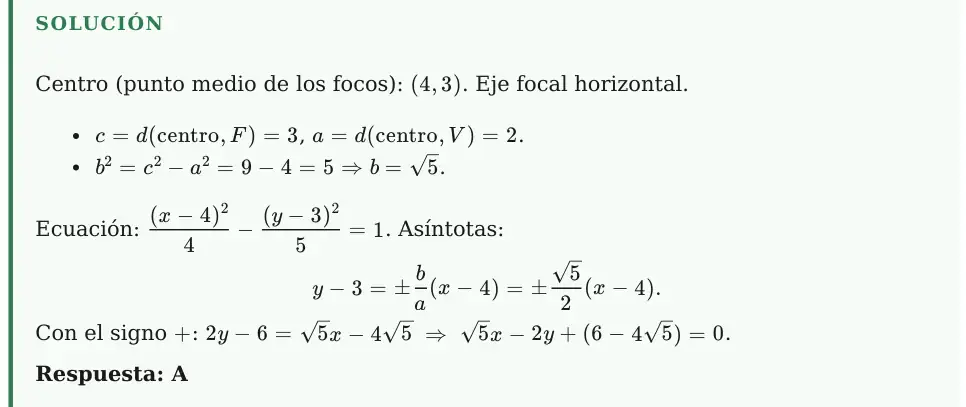 SOLUCIÓN
Centro (punto medio de los focos): (4, 3). Eje focal horizontal.
• c = d(centro, F) = 3, a = d(centro, V) = 2.
• b² = c² − a² = 9 − 4 = 5 ⇒ b = √5.
Ecuación: (x − 4)²/4 − (y − 3)²/5 = 1. Asíntotas:
y − 3 = ±b/a(x − 4) = ±√5/2(x − 4).
Con el signo +: 2y − 6 = √5x − 4√5 ⇒ √5x − 2y + (6 − 4√5) = 0.
Respuesta: A